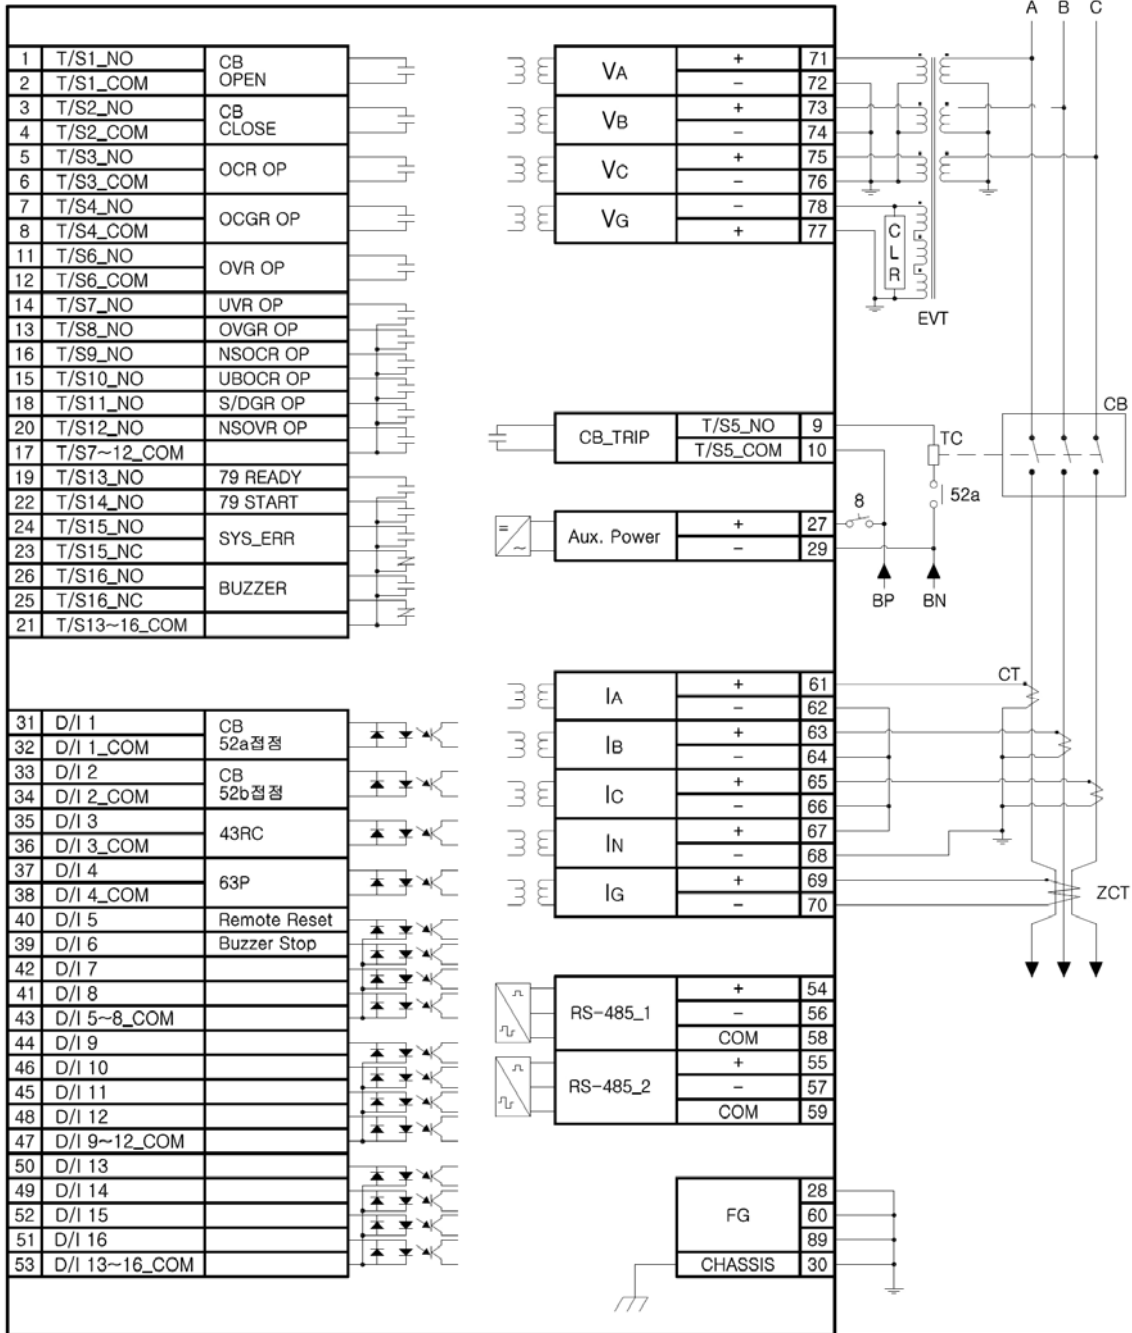 A B C
1 T/S1_NO CB OPEN
2 T/S1_COM
3 T/S2_NO CB CLOSE
4 T/S2_COM
5 T/S3_NO OCR OP
6 T/S3_COM
7 T/S4_NO OCGR OP
8 T/S4_COM
11 T/S6_NO OVR OP
12 T/S6_COM
14 T/S7_NO UVR OP
13 T/S8_NO OVGR OP
16 T/S9_NO NSOCR OP
15 T/S10_NO UBOCR OP
18 T/S11_NO S/DGR OP
20 T/S12_NO NSOVR OP
17 T/S7~12_COM
19 T/S13_NO 79 READY
22 T/S14_NO 79 START
24 T/S15_NO SYS_ERR
23 T/S15_NC
26 T/S16_NO BUZZER
25 T/S16_NC
21 T/S13~16_COM
31 D/I 1 CB 52a접점
32 D/I 1_COM
33 D/I 2 CB 52b접점
34 D/I 2_COM
35 D/I 3 43RC
36 D/I 3_COM
37 D/I 4 63P
38 D/I 4_COM
40 D/I 5 Remote Reset
39 D/I 6 Buzzer Stop
42 D/I 7
41 D/I 8
43 D/I 5~8_COM
44 D/I 9
46 D/I 10
45 D/I 11
48 D/I 12
47 D/I 9~12_COM
50 D/I 13
49 D/I 14
52 D/I 15
51 D/I 16
53 D/I 13~16_COM
VA + 71
− 72
VB + 73
− 74
VC + 75
− 76
VG − 78
+ 77
CLR
EVT
CB_TRIP T/S5_NO 9
T/S5_COM 10
Aux. Power + 27
− 29
8
TC
52a
CB
BP BN
IA + 61
− 62
IB + 63
− 64
IC + 65
− 66
IN + 67
− 68
IG + 69
− 70
CT
ZCT
RS-485_1 + 54
− 56
COM 58
RS-485_2 + 55
− 57
COM 59
FG 28
60
89
CHASSIS 30